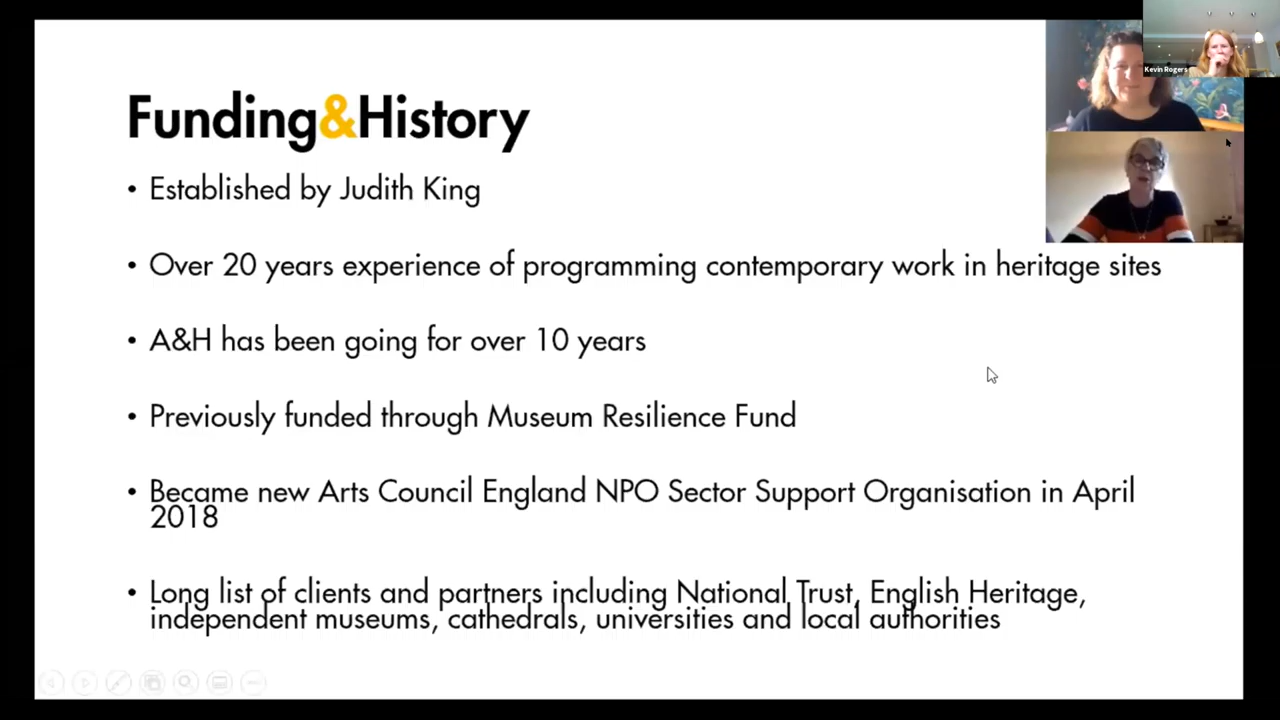 Kevin Rogers
Funding&History
• Established by Judith King
• Over 20 years experience of programming contemporary work in heritage sites
• A&H has been going for over 10 years
• Previously funded through Museum Resilience Fund
• Became new Arts Council England NPO Sector Support Organisation in April
2018
• Long list of clients and partners including National Trust, English Heritage,
independent museums, cathedrals, universities and local authorities